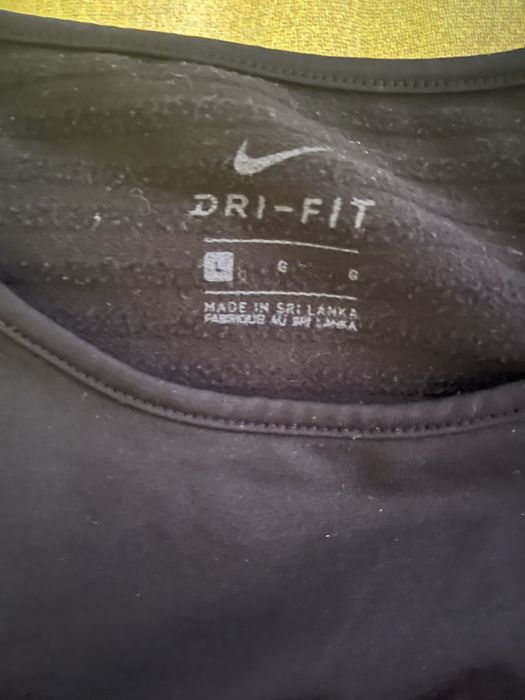 DRI-FIT
L G G
MADE IN SRI LANKA
FABRIQUÉ AU SRI LANKA